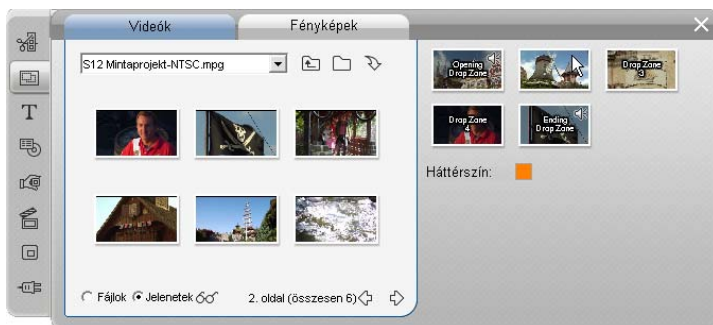 Videók
Fényképek
S12 Mintaprojekt-NTSC.mpg
Opening
Drop Zone
Drop Zone
3
Drop Zone
4
Ending
Drop Zone
Háttérszín:
T
Fájlok
Jelenetek
2. oldal (összesen 6)